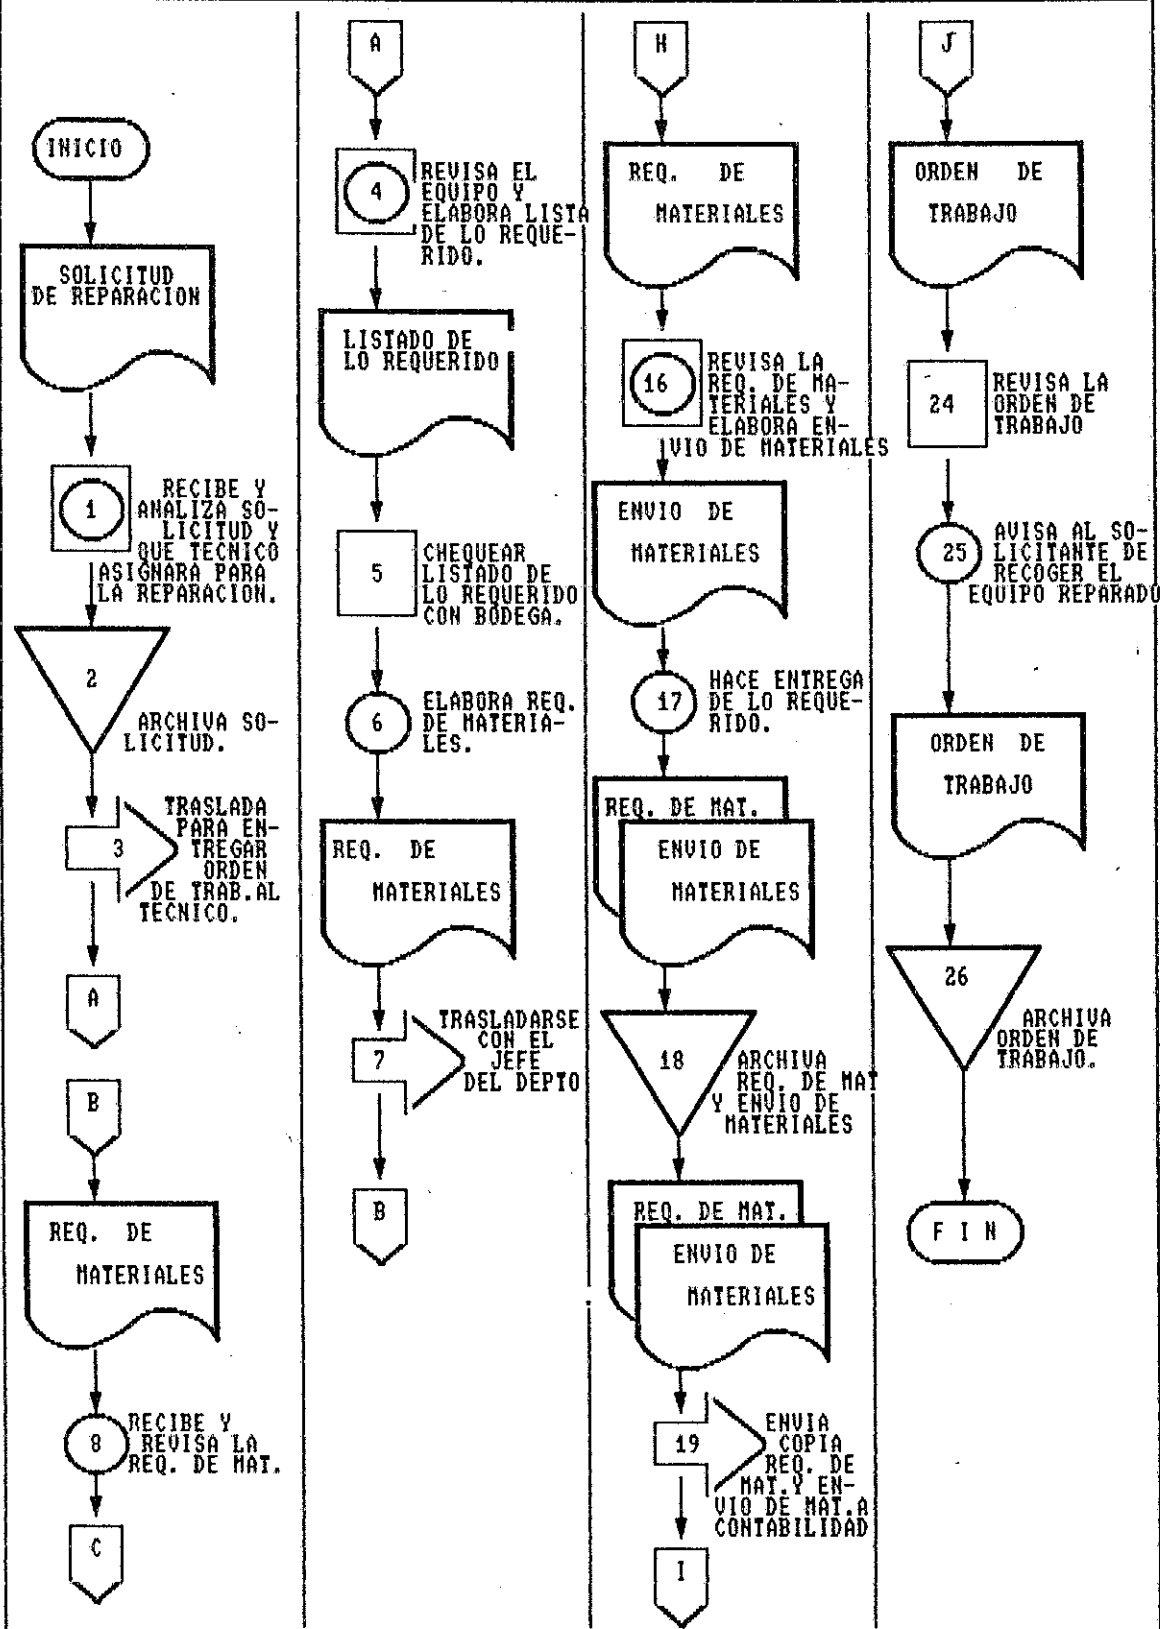 INICIO
SOLICITUD
DE REPARACION
1
RECIBE Y
ANALIZA SO-
LICITUD Y
QUE TECNICO
ASIGNARA PARA
LA REPARACION.
2
ARCHIVA SO-
LICITUD.
3
TRASLADA
PARA EN-
TREGAR
ORDEN
DE TRAB.AL
TECNICO.
A
B
REQ. DE
MATERIALES
8
RECIBE Y
REVISA LA
REQ. DE MAT.
C
A
4
REVISA EL
EQUIPO Y
ELABORA LISTA
DE LO REQUE-
RIDO.
LISTADO DE
LO REQUERIDO
5
CHEQUEAR
LISTADO DE
LO REQUERIDO
CON BODEGA.
6
ELABORA REQ.
DE MATERIA-
LES.
REQ. DE
MATERIALES
7
TRASLADARSE
CON EL
JEFE
DEL DEPTO
B
H
REQ. DE
MATERIALES
16
REVISA LA
REQ. DE MA-
TERIALES Y
ELABORA EN-
VIO DE MATERIALES
ENVIO DE
MATERIALES
17
HACE ENTREGA
DE LO REQUE-
RIDO.
REQ. DE MAT.
ENVIO DE
MATERIALES
18
ARCHIVA
REQ. DE MAT
Y ENVIO DE
MATERIALES
REQ. DE MAT.
ENVIO DE
MATERIALES
19
ENVIA
COPIA
REQ. DE
MAT.Y EN-
VIO DE MAT.A
CONTABILIDAD
I
J
ORDEN DE
TRABAJO
24
REVISA LA
ORDEN DE
TRABAJO
25
AVISA AL SO-
LICITANTE DE
RECOGER EL
EQUIPO REPARADO
ORDEN DE
TRABAJO
26
ARCHIVA
ORDEN DE
TRABAJO.
F I N